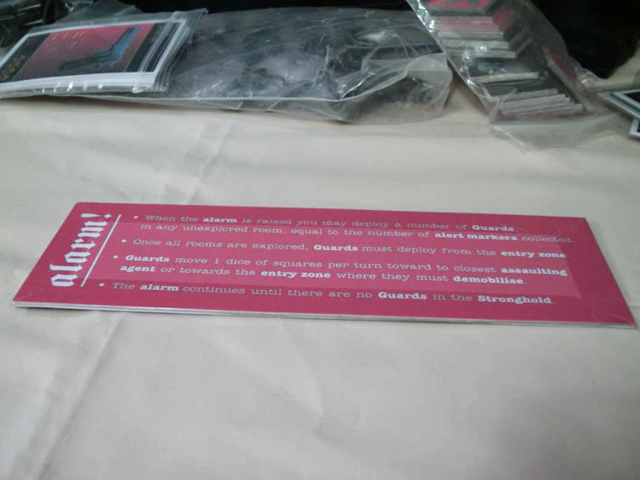 alarm!
• When the alarm is raised you may deploy a number of Guards,
in any unexplored room, equal to the number of alert markers collected.
• Once all rooms are explored, Guards must deploy from the entry zone
• Guards move 1 dice of squares per turn toward to closest assaulting
agent or towards the entry zone where they must demobilise
• The alarm continues until there are no Guards in the Stronghold